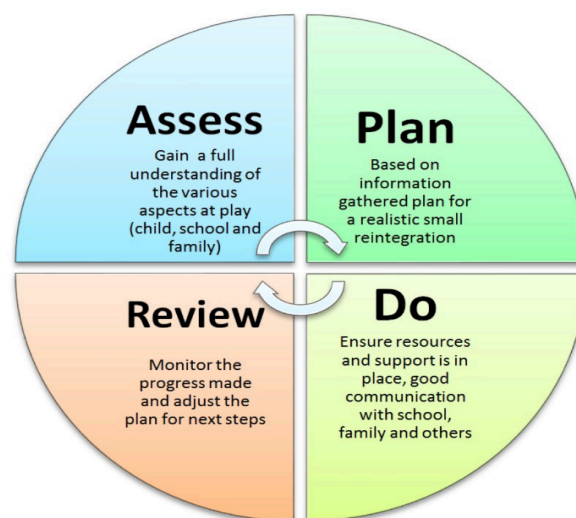 Assess
Gain a full
understanding of
the various
aspects at play
(child, school and
family)
Plan
Based on
information
gathered plan for
a realistic small
reintegration
Review
Monitor the
progress made
and adjust the
plan for next steps
Do
Ensure resources
and support is in
place, good
communication
with school,
family and others